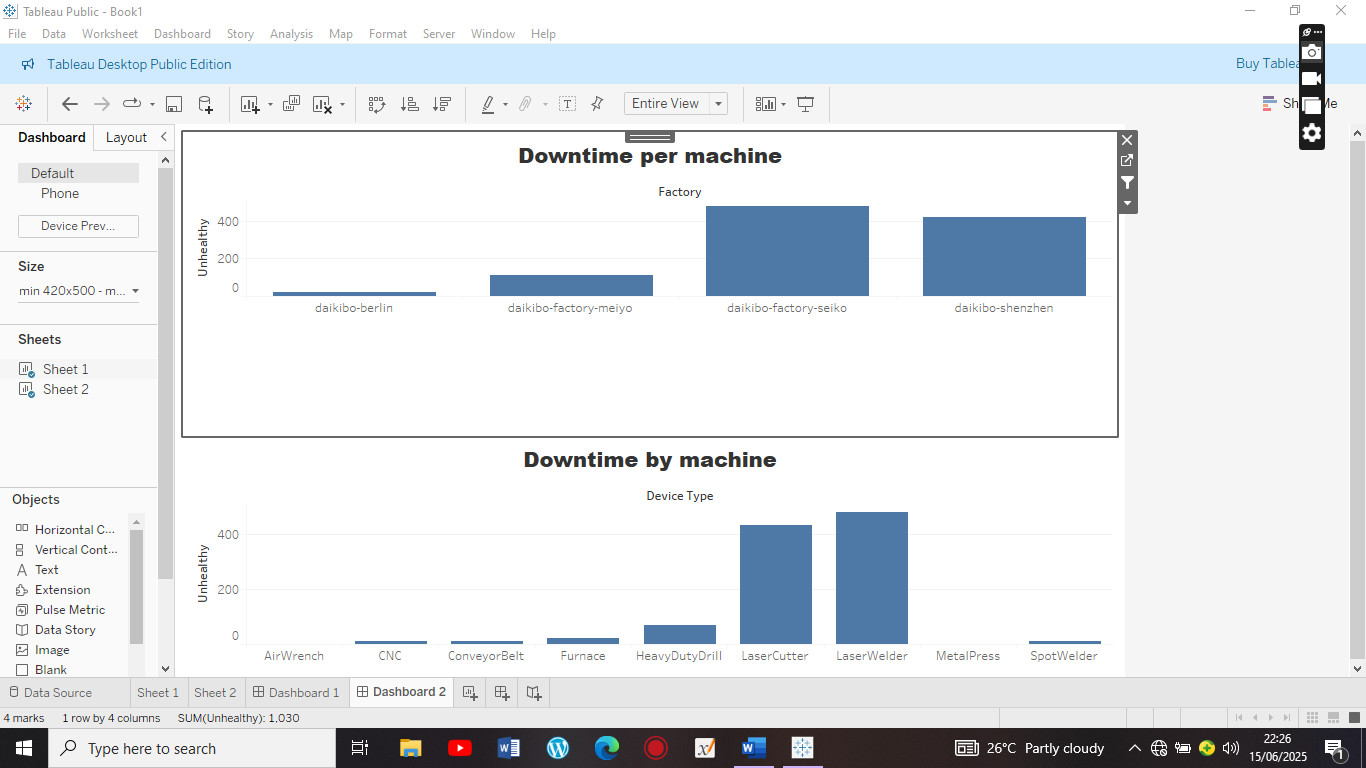 Tableau Public - Book1
File Data Worksheet Dashboard Story Analysis Map Format Server Window Help
Tableau Desktop Public Edition
Buy
Entire View
Me
Dashboard Layout
Default
Phone
Device Prev...
Size
min 420x500 - m...
Sheets
Sheet 1
Sheet 2
Objects
Horizontal C...
Vertical Cont...
Text
Extension
Pulse Metric
Data Story
Image
Blank
Downtime per machine
Factory
Unhealthy
400
200
0
daikibo-berlin daikibo-factory-meiyo daikibo-factory-seiko daikibo-shenzhen
Downtime by machine
Device Type
Unhealthy
400
200
0
AirWrench CNC ConveyorBelt Furnace HeavyDutyDrill LaserCutter LaserWelder MetalPress SpotWelder
Data Source Sheet 1 Sheet 2 Dashboard 1 Dashboard 2
4 marks 1 row by 4 columns SUM(Unhealthy): 1,030
Type here to search
26°C Partly cloudy
22:26
15/06/2025
1